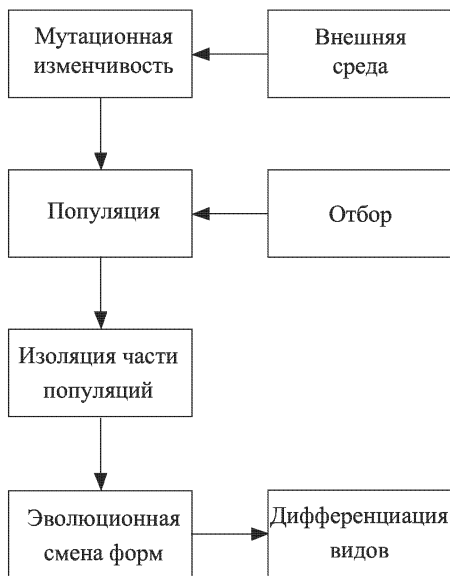 Мутационная
изменчивость
Внешняя
среда
Популяция
Отбор
Изоляция части
популяций
Эволюционная
смена форм
Дифференциация
видов